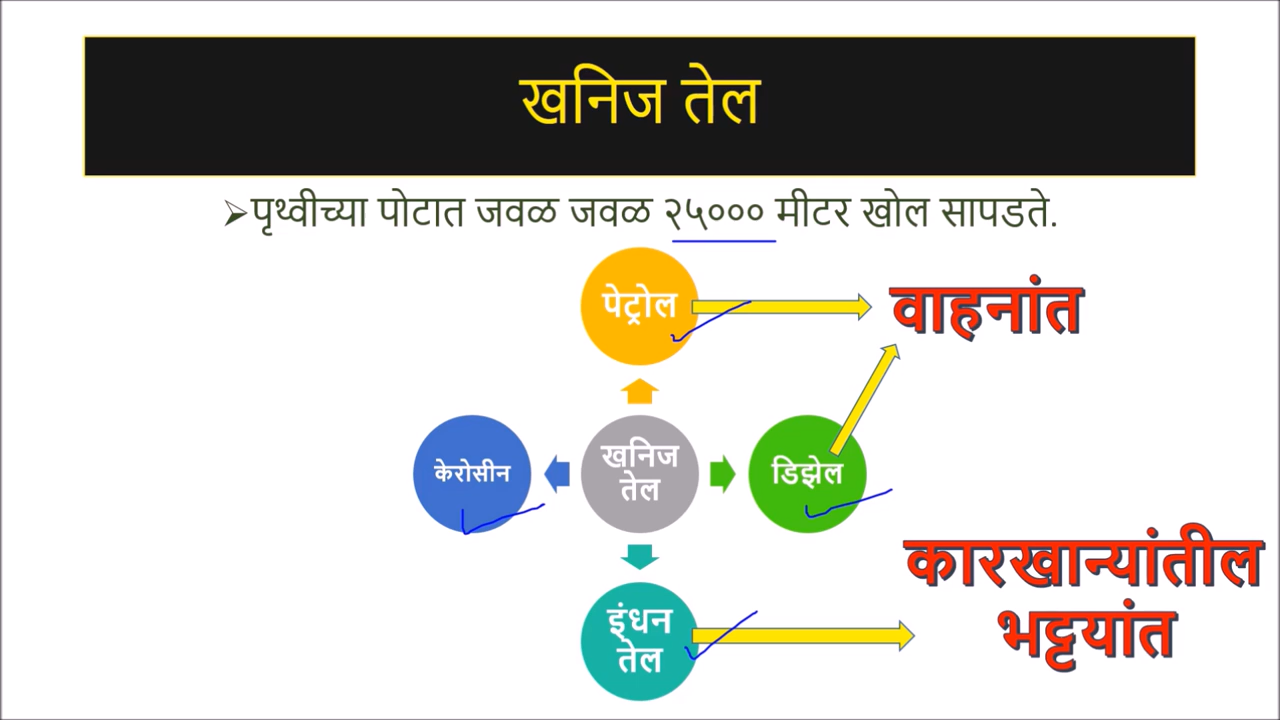 खनिज तेल
➢पृथ्वीच्या पोटात जवळ जवळ २५००० मीटर खोल सापडते.
पेट्रोल
वाहनांत
केरोसीन
खनिज
तेल
डिझेल
कारखान्यांतील
भट्टयांत
इंधन
तेल